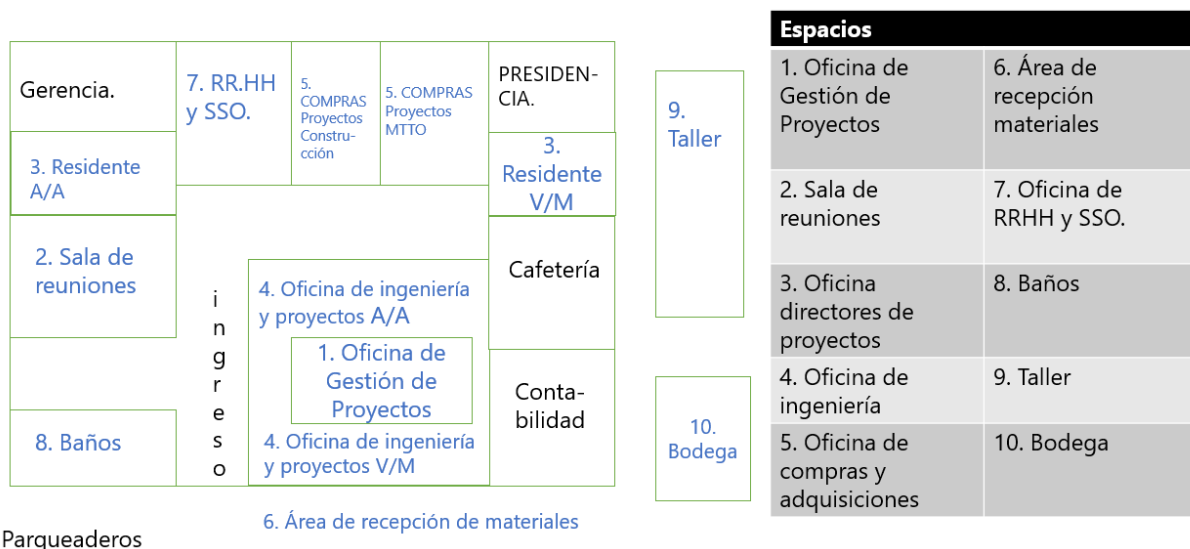 Gerencia.
7. RR.HH
y SSO.
5.
COMPRAS
Proyectos
Constru-
cción
5. COMPRAS
Proyectos
MTTO
PRESIDEN-
CIA.
3. Residente
A/A
3.
Residente
V/M
2. Sala de
reuniones
Cafetería
ingreso
4. Oficina de ingeniería
y proyectos A/A
1. Oficina de
Gestión de
Proyectos
4. Oficina de ingeniería
y proyectos V/M
Conta-
bilidad
8. Baños
6. Área de recepción de materiales
Parqueaderos
9.
Taller
10.
Bodega
Espacios
1. Oficina de
Gestión de
Proyectos
6. Área de
recepción
materiales
2. Sala de
reuniones
7. Oficina de
RRHH y SSO.
3. Oficina
directores de
proyectos
8. Baños
4. Oficina de
ingeniería
9. Taller
5. Oficina de
compras y
adquisiciones
10. Bodega